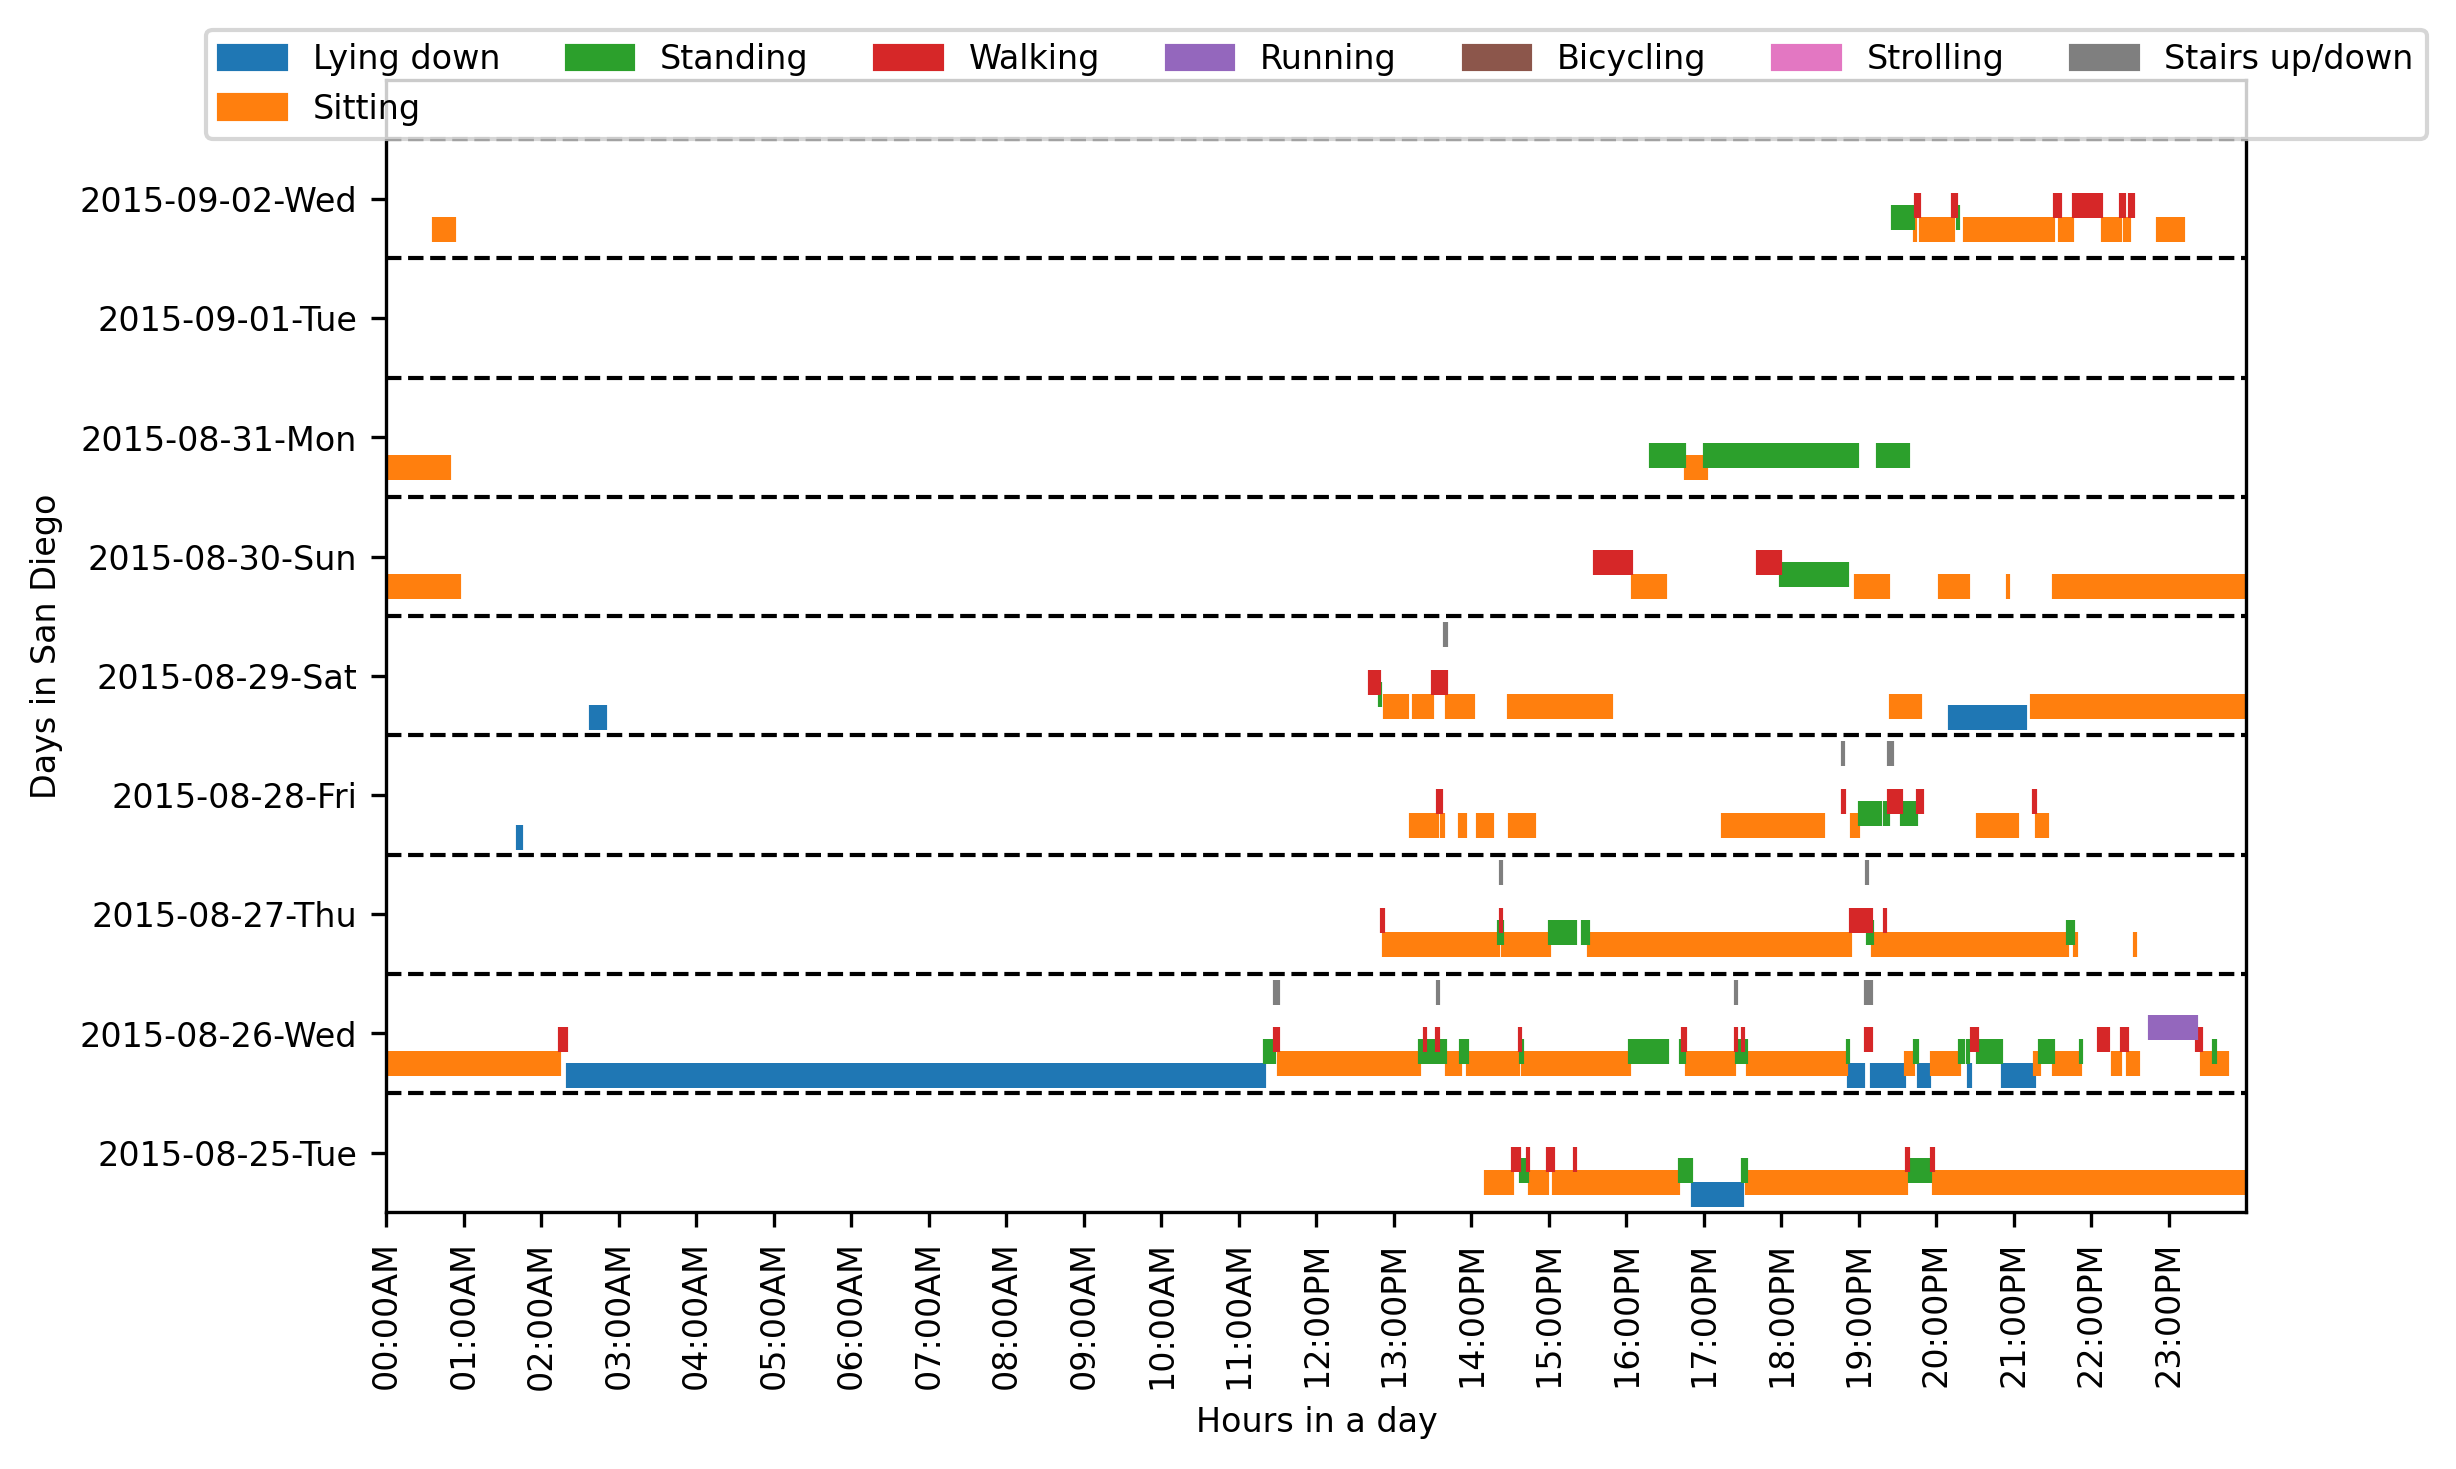 Lying down Standing Walking Running Bicycling Strolling Stairs up/down
Sitting
2015-09-02-Wed
2015-09-01-Tue
2015-08-31-Mon
2015-08-30-Sun
2015-08-29-Sat
2015-08-28-Fri
2015-08-27-Thu
2015-08-26-Wed
2015-08-25-Tue
Days in San Diego
00:00AM
01:00AM
02:00AM
03:00AM
04:00AM
05:00AM
06:00AM
07:00AM
08:00AM
09:00AM
10:00AM
11:00AM
12:00PM
13:00PM
14:00PM
15:00PM
16:00PM
17:00PM
18:00PM
19:00PM
20:00PM
21:00PM
22:00PM
23:00PM
Hours in a day